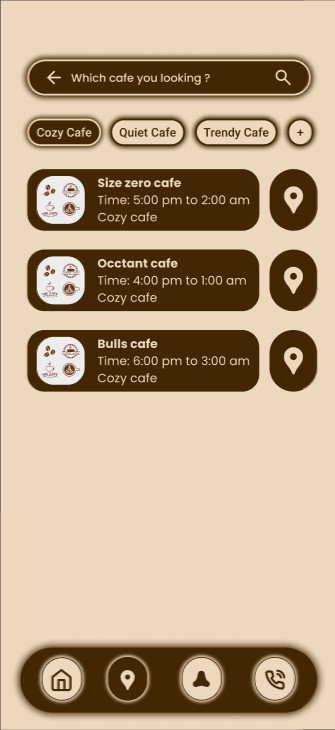 Which cafe you looking ?
Cozy Cafe
Quiet Cafe
Trendy Cafe
+
Size zero cafe
Time: 5:00 pm to 2:00 am
Cozy cafe
Occtant cafe
Time: 4:00 pm to 1:00 am
Cozy cafe
Bulls cafe
Time: 6:00 pm to 3:00 am
Cozy cafe